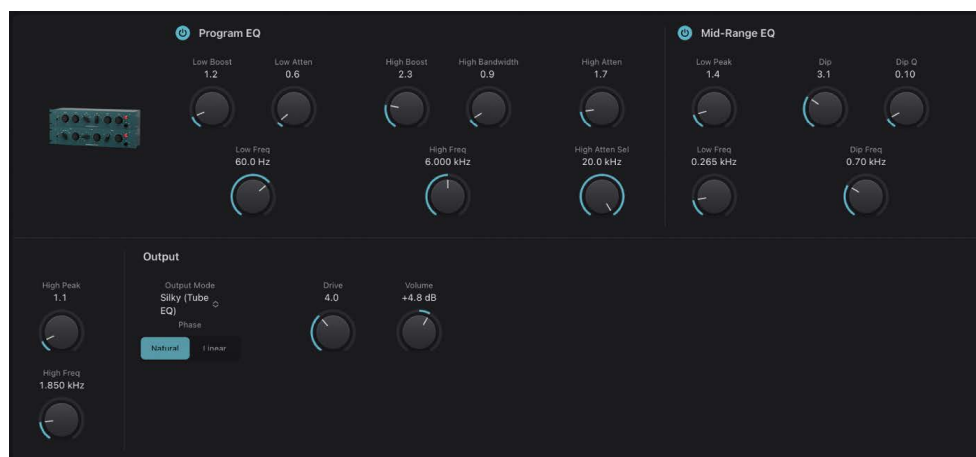 Program EQ
Mid-Range EQ
Low Boost
1.2
Low Atten
0.6
High Boost
2.3
High Bandwidth
0.9
High Atten
1.7
Low Peak
1.4
Dip
3.1
Dip Q
0.10
Low Freq
60.0 Hz
High Freq
6.000 kHz
High Atten Sel
20.0 kHz
Low Freq
0.265 kHz
Dip Freq
0.70 kHz
Output
High Peak
1.1
Output Mode
Silky (Tube
EQ)
Phase
Natural Linear
Drive
4.0
Volume
+4.8 dB
High Freq
1.850 kHz